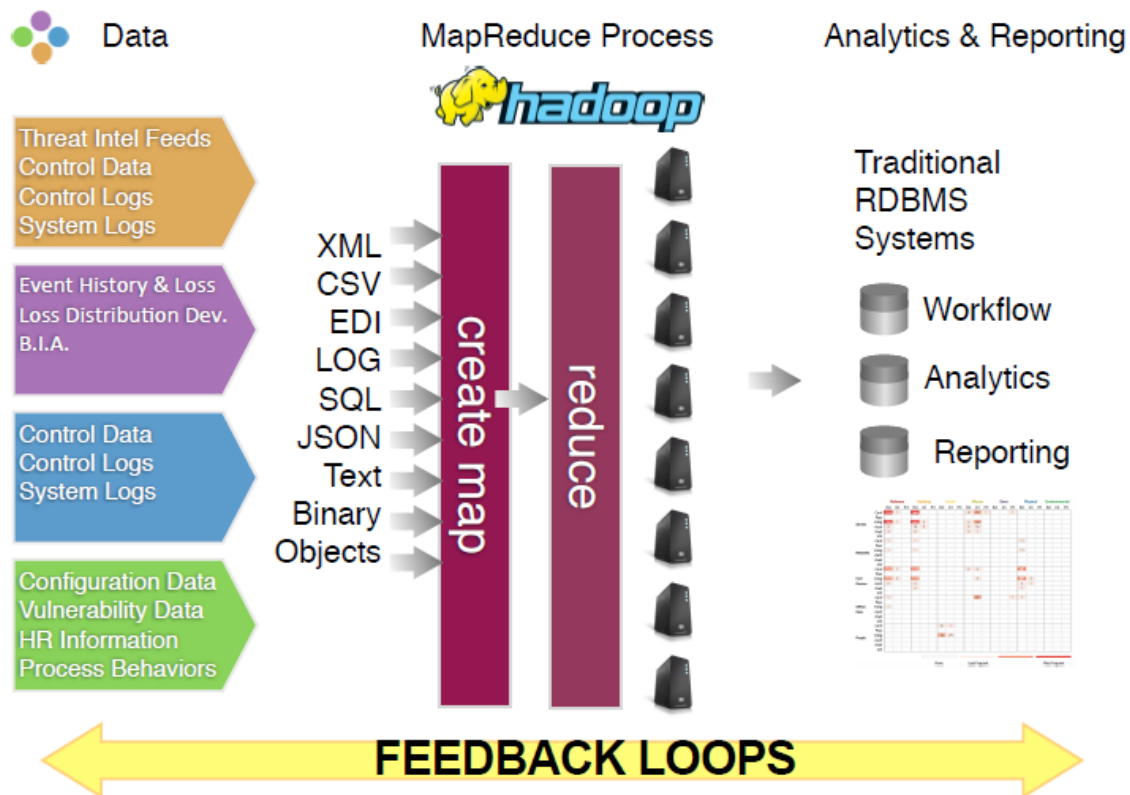 Data
MapReduce Process
Analytics & Reporting
hadoop
Threat Intel Feeds
Control Data
Control Logs
System Logs
Event History & Loss
Loss Distribution Dev.
B.I.A.
Control Data
Control Logs
System Logs
Configuration Data
Vulnerability Data
HR Information
Process Behaviors
XML
CSV
EDI
LOG
SQL
JSON
Text
Binary
Objects
create map
reduce
Traditional
RDBMS
Systems
Workflow
Analytics
Reporting
FEEDBACK LOOPS